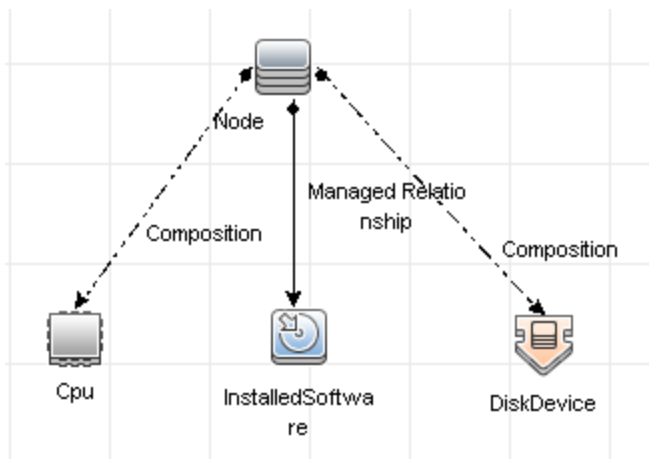 Node
Managed Relatio
nship
Composition
Composition
Cpu
InstalledSoftwa
re
DiskDevice